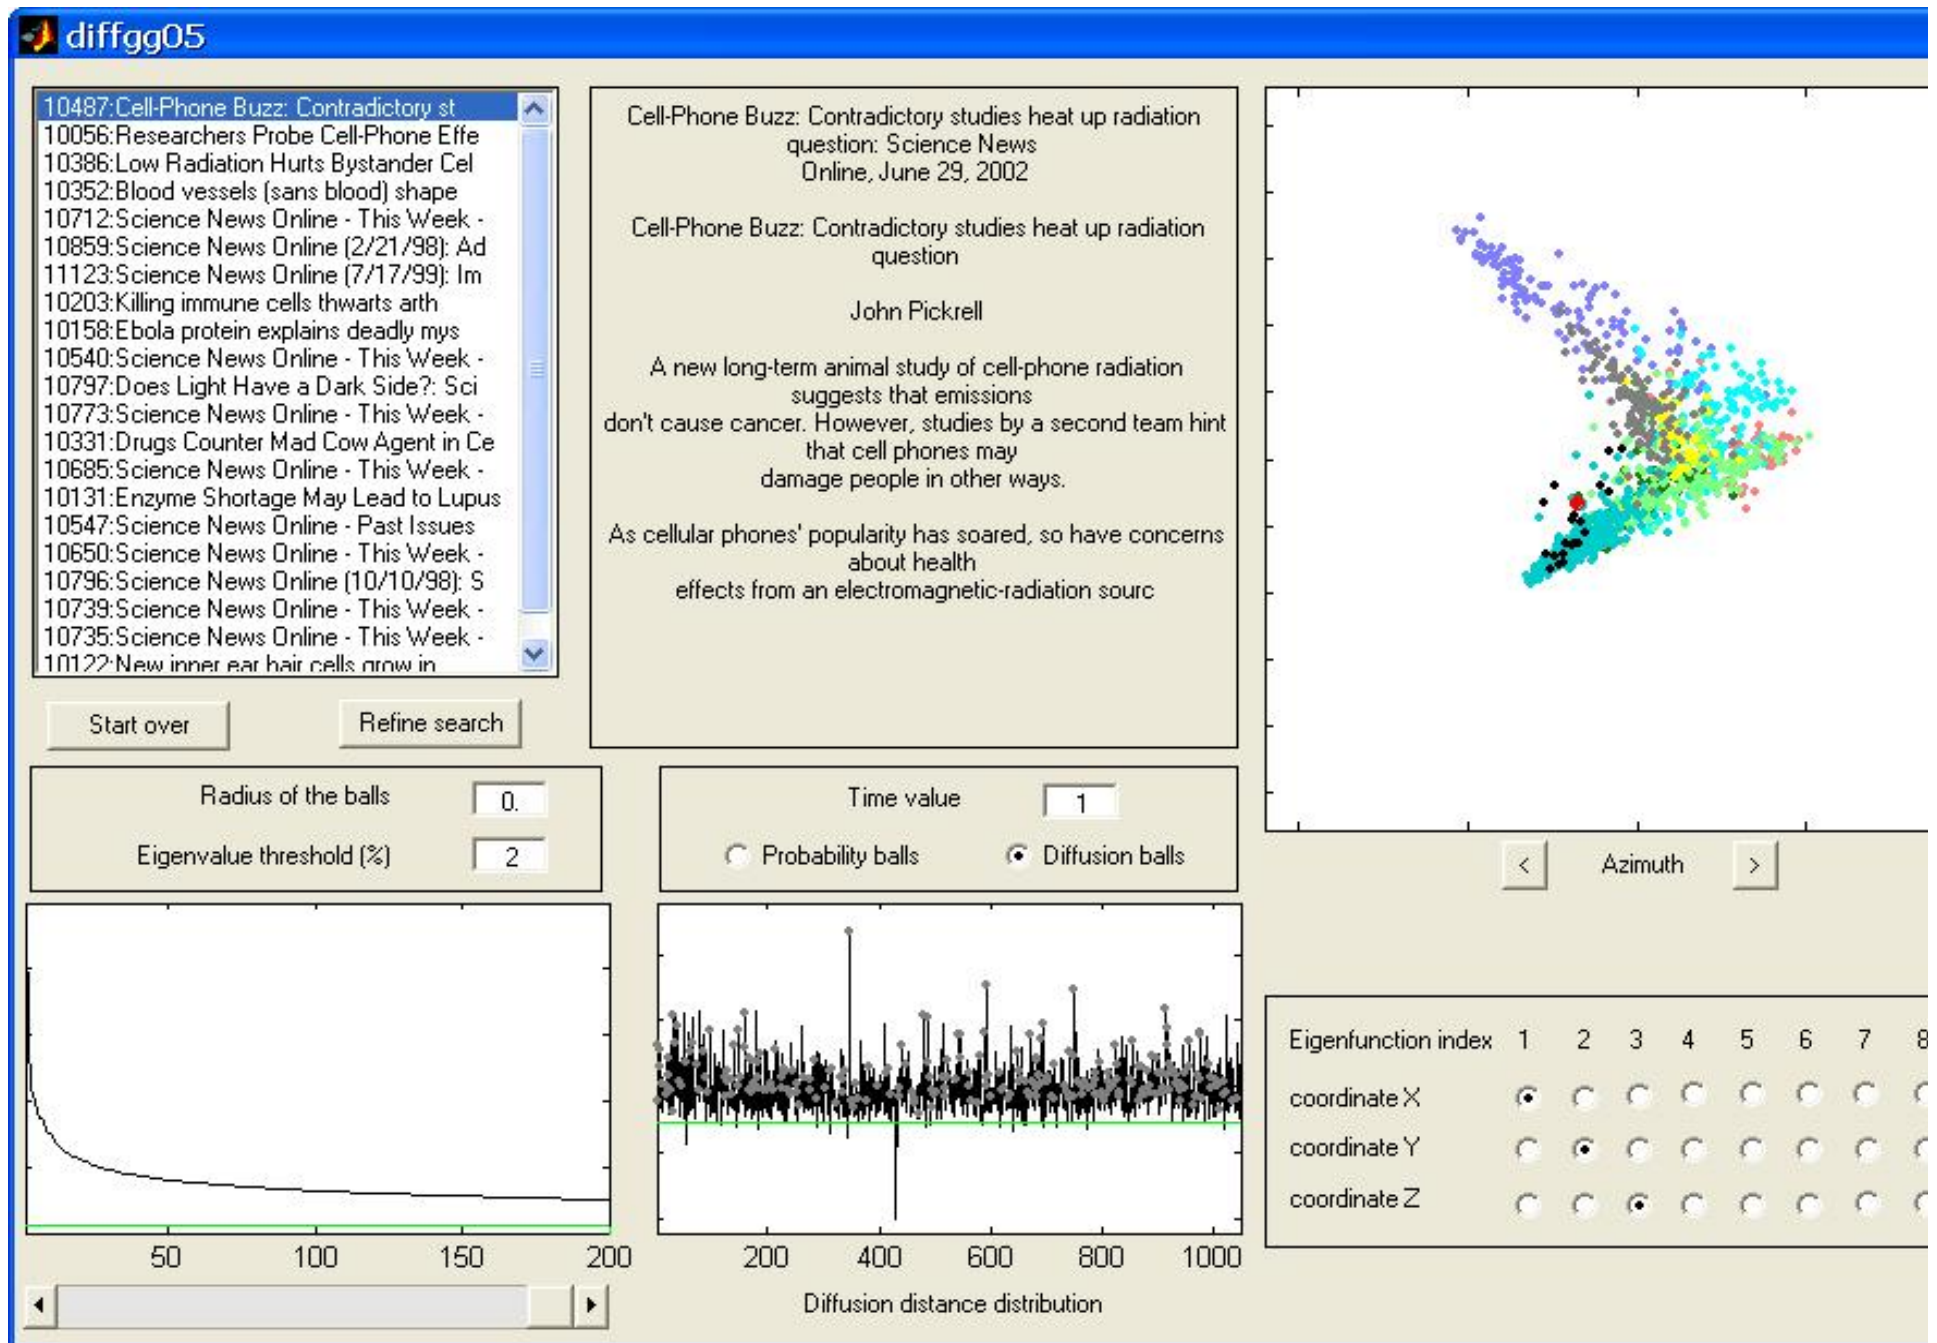 diffgg05
10487:Cell-Phone Buzz: Contradictory st
10056:Researchers Probe Cell-Phone Effe
10386:Low Radiation Hurts Bystander Cel
10352:Blood vessels (sans blood) shape
10712:Science News Online - This Week -
10859:Science News Online (2/21/98): Ad
11123:Science News Online (7/17/99): Im
10203:Killing immune cells thwarts arth
10158:Ebola protein explains deadly mys
10540:Science News Online - This Week -
10797:Does Light Have a Dark Side?: Sci
10773:Science News Online - This Week -
10331:Drugs Counter Mad Cow Agent in Ce
10685:Science News Online - This Week -
10131:Enzyme Shortage May Lead to Lupus
10547:Science News Online - Past Issues
10650:Science News Online - This Week -
10796:Science News Online (10/10/98): S
10739:Science News Online - This Week -
10735:Science News Online - This Week -
10122:New inner ear hair cells grow in
Cell-Phone Buzz: Contradictory studies heat up radiation
question: Science News
Online, June 29, 2002
Cell-Phone Buzz: Contradictory studies heat up radiation
question
John Pickrell
A new long-term animal study of cell-phone radiation
suggests that emissions
don't cause cancer. However, studies by a second team hint
that cell phones may
damage people in other ways.
As cellular phones' popularity has soared, so have concerns
about health
effects from an electromagnetic-radiation sourc
Start over
Refine search
Radius of the balls 0.
Eigenvalue threshold (%) 2
Time value 1
Probability balls Diffusion balls
< Azimuth >
50 100 150 200
200 400 600 800 1000
Diffusion distance distribution
Eigenfunction index 1 2 3 4 5 6 7 8
coordinate X
coordinate Y
coordinate Z